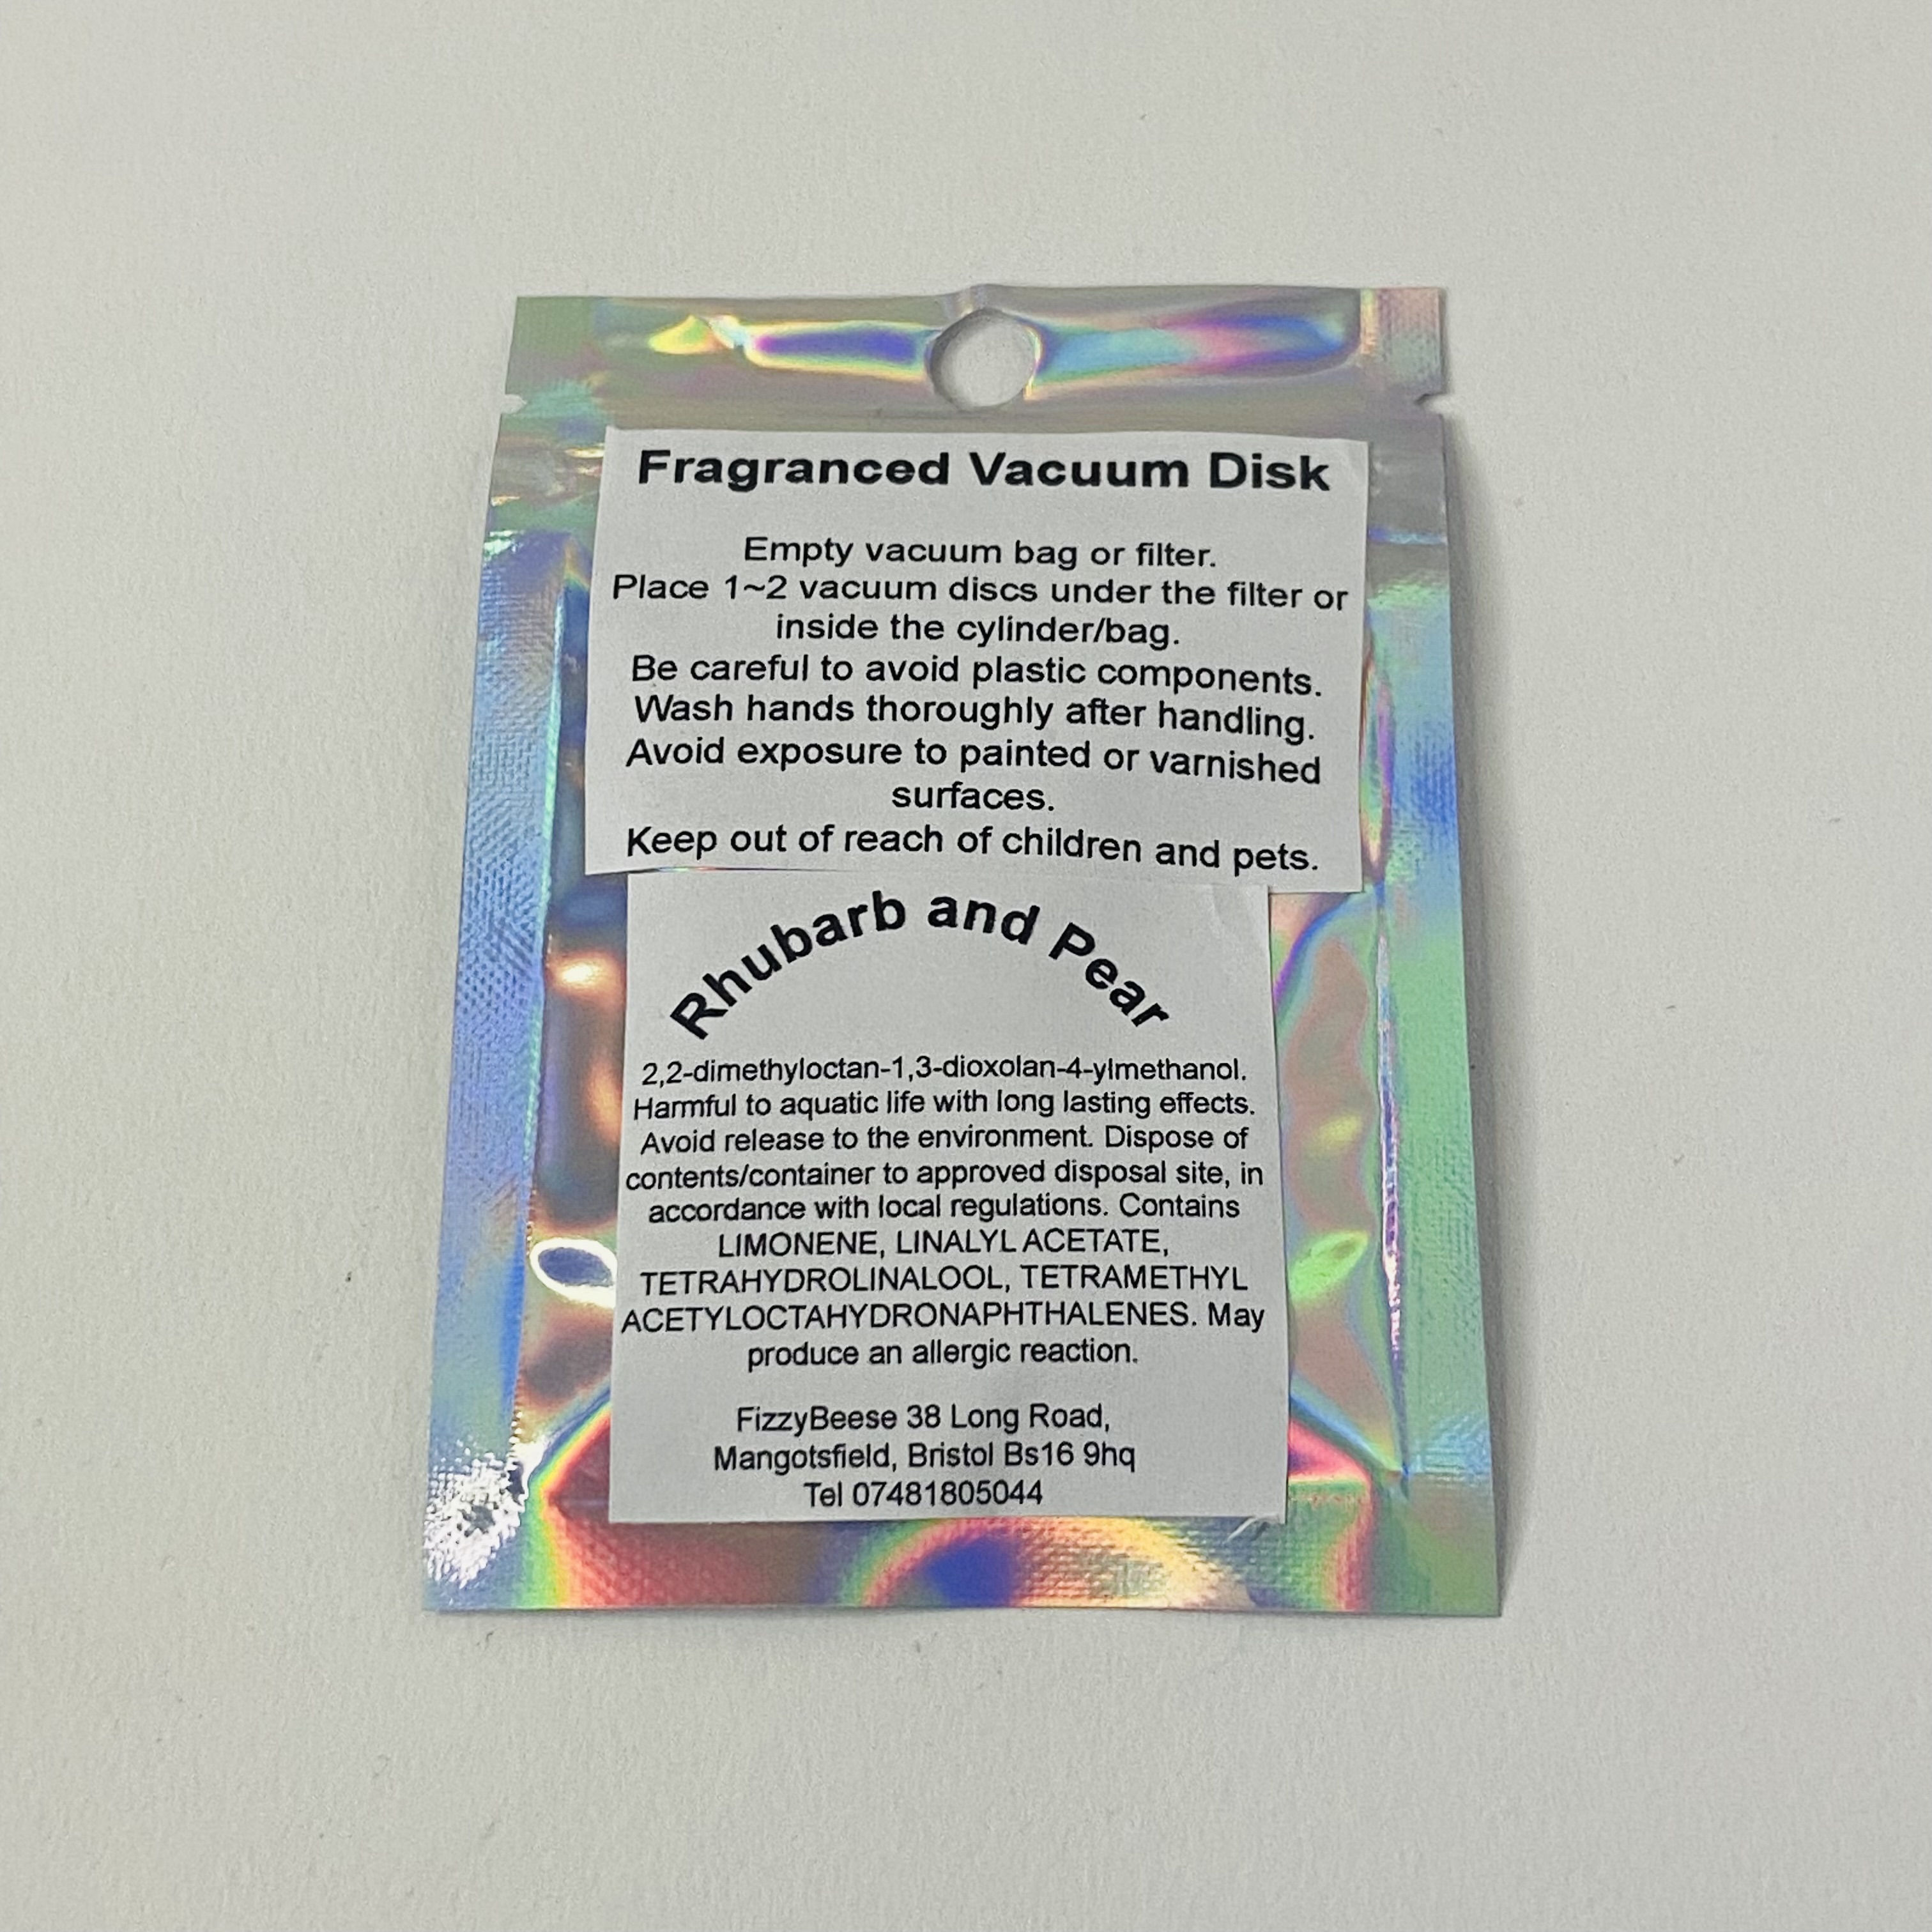 Fragranced Vacuum Disk
Empty vacuum bag or filter.
Place 1~2 vacuum discs under the filter or
inside the cylinder/bag.
Be careful to avoid plastic components.
Wash hands thoroughly after handling.
Avoid exposure to painted or varnished
surfaces.
Keep out of reach of children and pets.
Rhubarb and Pear
2,2-dimethyloctan-1,3-dioxolan-4-ylmethanol.
Harmful to aquatic life with long lasting effects.
Avoid release to the environment. Dispose of
contents/container to approved disposal site, in
accordance with local regulations. Contains
LIMONENE, LINALYL ACETATE,
TETRAHYDROLINALOOL, TETRAMETHYL
ACETYLOCTAHYDRONAPHTHALENES. May
produce an allergic reaction.
FizzyBeese 38 Long Road,
Mangotsfield, Bristol Bs16 9hq
Tel 07481805044